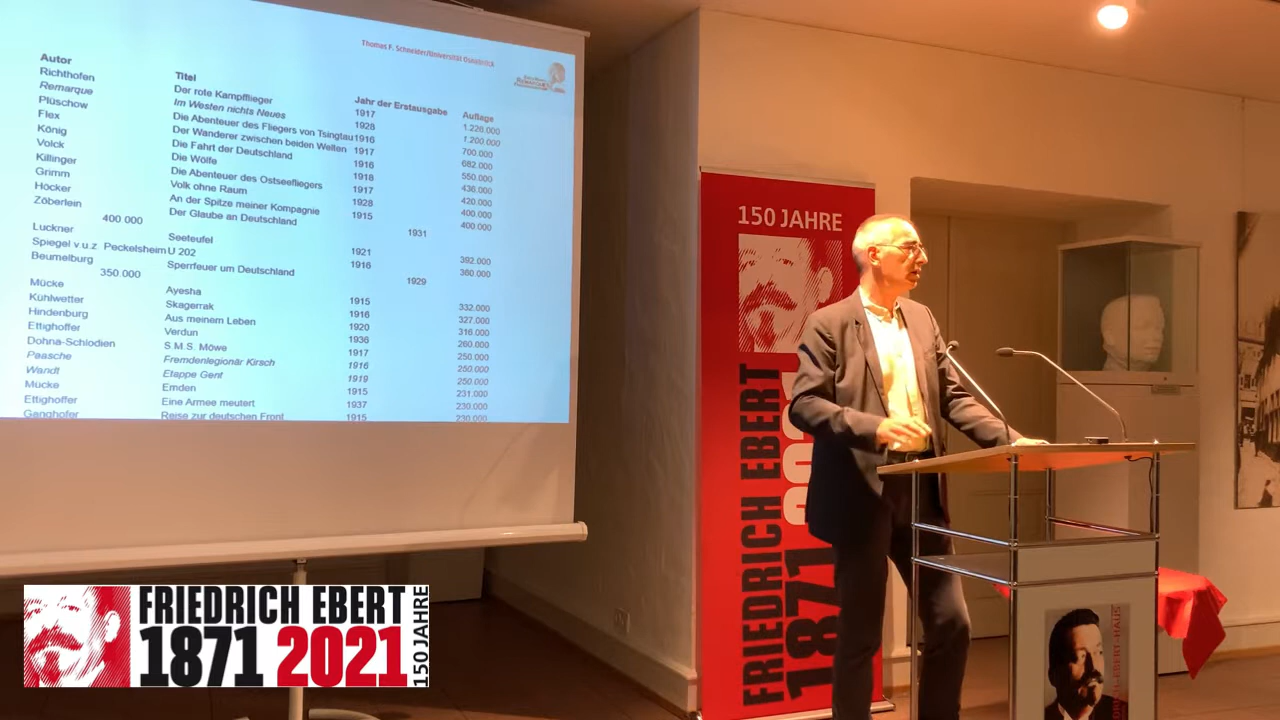 Thomas F. Schneider/Universität Osnabrück
Autor Titel Jahr der Erstausgabe Auflage
Richthofen Der rote Kampfflieger 1917 1.226.000
Remarque Im Westen nichts Neues 1928 1.200.000
Plüschow Die Abenteuer des Fliegers von Tsingtau 1916 700.000
Flex Der Wanderer zwischen beiden Welten 1917 682.000
König Die Fahrt der Deutschland 1916 550.000
Volck Die Wölfe 1918 436.000
Killinger Die Abenteuer des Ostseefliegers 1917 420.000
Grimm Volk ohne Raum 1928 400.000
Höcker An der Spitze meiner Kompagnie 1915 400.000
Zöberlein Der Glaube an Deutschland 1931
400 000
Luckner Seeteufel 1921 392.000
Spiegel v.u.z Peckelsheim U 202 1916 360.000
Beumelburg Sperrfeuer um Deutschland 1929
350.000
Mücke Ayesha 1915 332.000
Kühlwetter Skagerrak 1916 327.000
Hindenburg Aus meinem Leben 1920 316.000
Ettighoffer Verdun 1936 260.000
Dohna-Schlodien S.M.S. Möwe 1917 250.000
Paasche Fremdenlegionär Kirsch 1916 250.000
Wandt Etappe Gent 1919 250.000
Mücke Emden 1915 231.000
Ettighoffer Eine Armee meutert 1937 230.000
Ganghofer Reise zur deutschen Front 1915 230.000
150 JAHRE
FRIEDRICH EBERT
1871 2021
FRIEDRICH EBERT
1871 2021
150 JAHRE